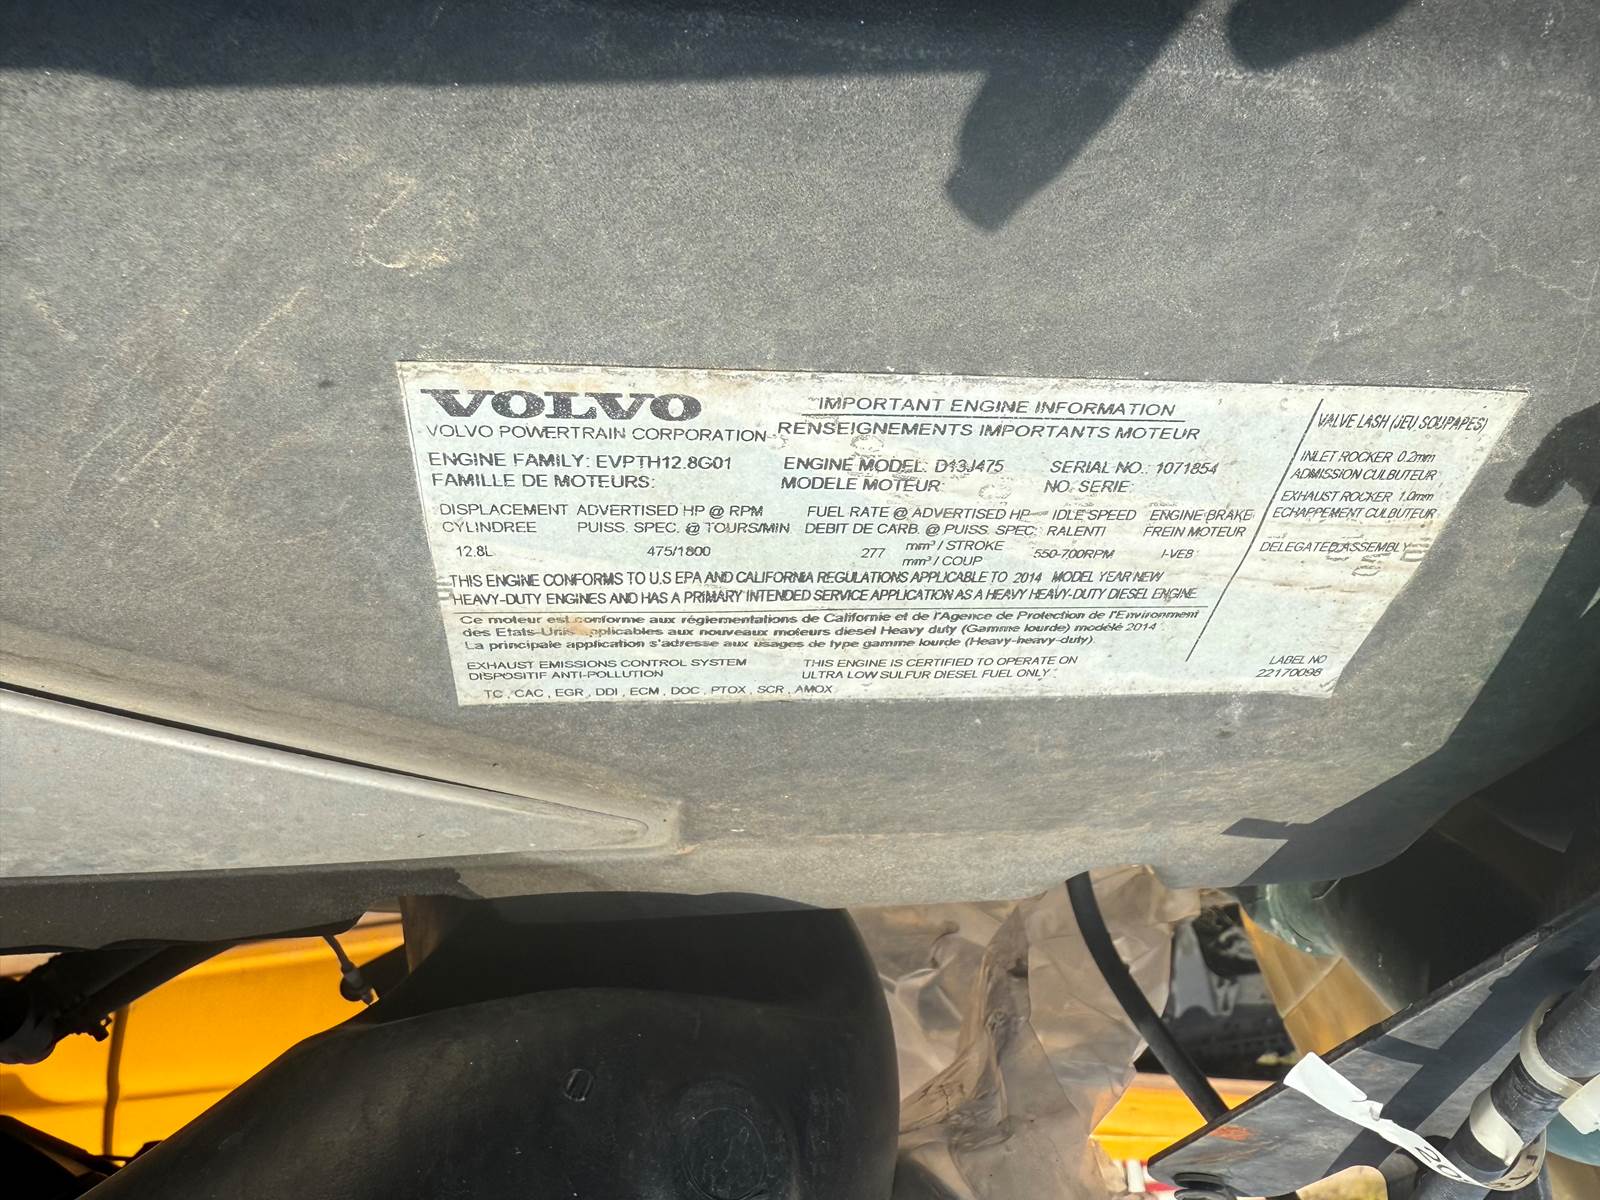 VOLVO
VOLVO POWERTRAIN CORPORATION
IMPORTANT ENGINE INFORMATION
RENSEIGNEMENTS IMPORTANTS MOTEUR
ENGINE FAMILY: EVPTH12.8G01
FAMILLE DE MOTEURS:
ENGINE MODEL: D13J475
MODELE MOTEUR
SERIAL NO.: 1071854
NO. SERIE:
DISPLACEMENT
CYLINDREE
12.8L
ADVERTISED HP @ RPM
PUISS. SPEC. @ TOURS/MIN
475/1800
FUEL RATE @ ADVERTISED HP
DEBIT DE CARB. @ PUISS. SPEC.
277 mm³ / STROKE
mm³ / COUP
IDLE SPEED
RALENTI
550-700RPM
ENGINE BRAKE
FREIN MOTEUR
I-VEB
THIS ENGINE CONFORMS TO U.S EPA AND CALIFORNIA REGULATIONS APPLICABLE TO 2014 MODEL YEAR NEW
HEAVY-DUTY ENGINES AND HAS A PRIMARY INTENDED SERVICE APPLICATION AS A HEAVY HEAVY-DUTY DIESEL ENGINE.
Ce moteur est conforme aux réglementations de Californie et de l'Agence de Protection de l'Environment
des Etats-Unis applicables aux nouveaux moteurs diesel Heavy duty (Gamme lourde) modélé 2014
La principale application s'adresse aux usages de type gamme lourde (Heavy-heavy-duty).
EXHAUST EMISSIONS CONTROL SYSTEM
DISPOSITIF ANTI-POLLUTION
TC, CAC, EGR, DDI, ECM, DOC, PTOX, SCR, AMOX
THIS ENGINE IS CERTIFIED TO OPERATE ON
ULTRA LOW SULFUR DIESEL FUEL ONLY
VALVE LASH (JEU SOUPAPES)
INLET ROCKER 0.2mm
ADMISSION CULBUTEUR
EXHAUST ROCKER 1.0mm
ECHAPPEMENT CULBUTEUR
DELEGATED ASSEMBLY
LABEL NO
22170098